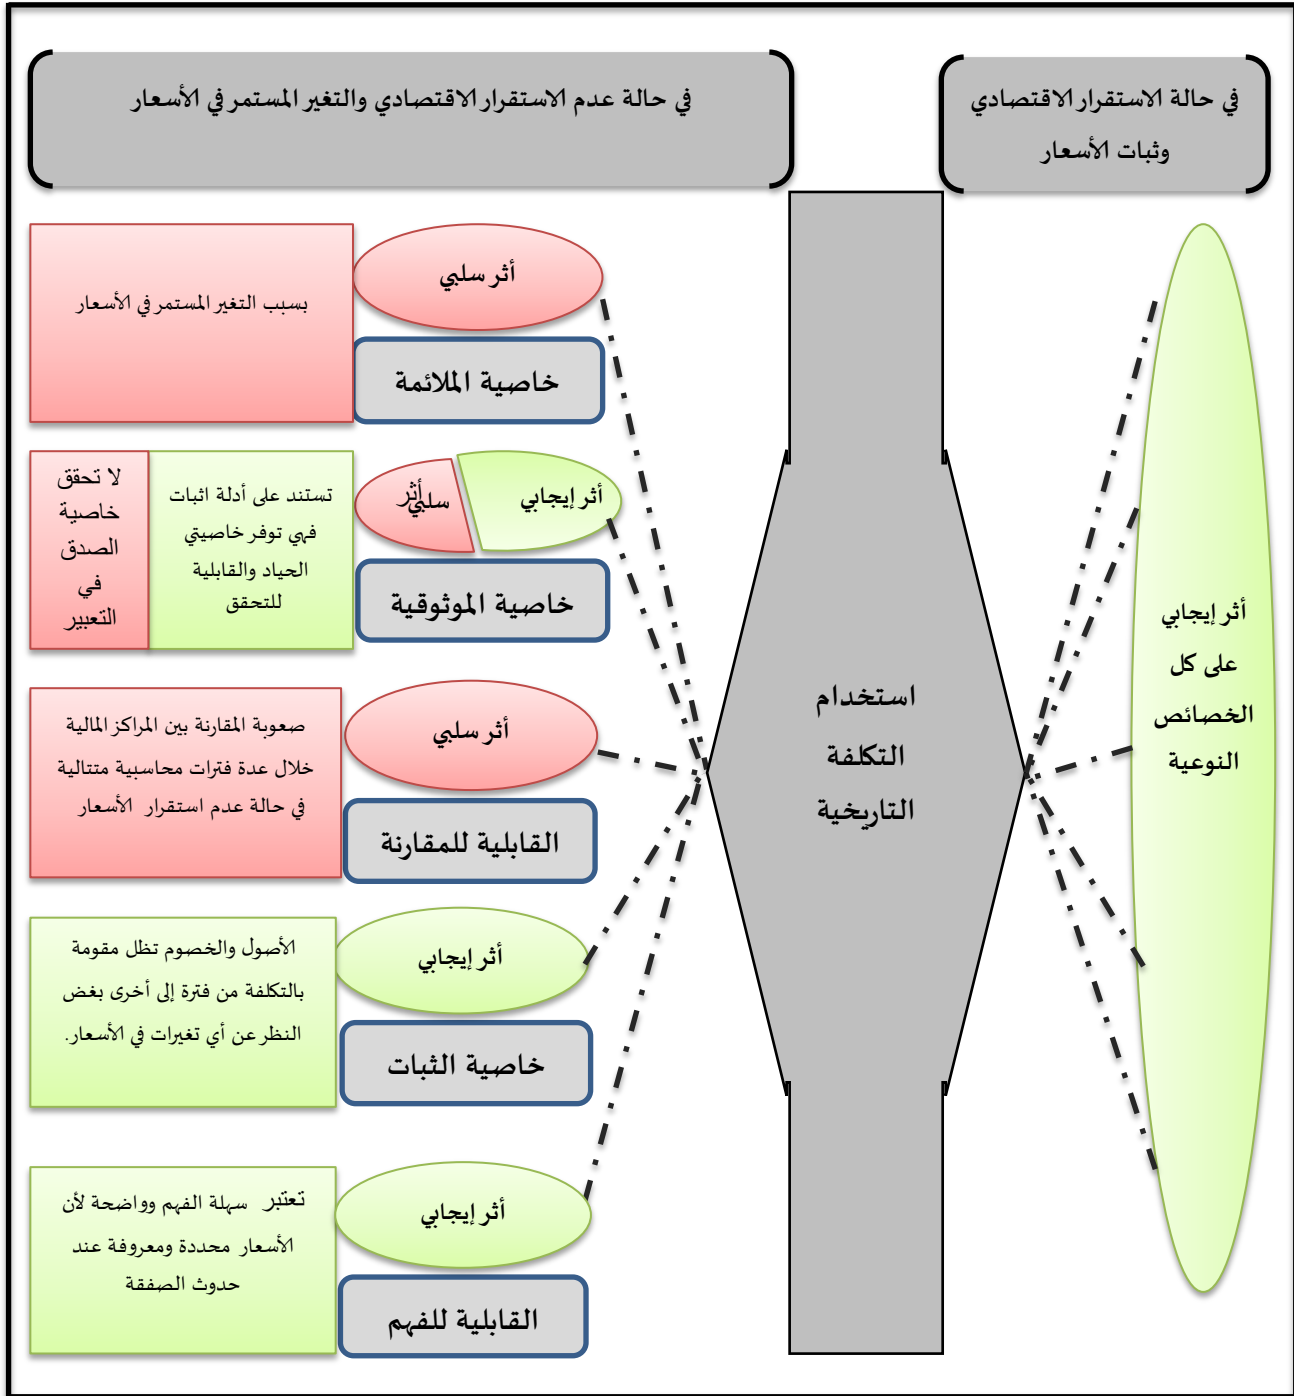 في حالة الاستقرار الاقتصادي
وثبات الأسعار
في حالة عدم الاستقرار الاقتصادي والتغير المستمر في الأسعار
أثر إيجابي
على كل
الخصائص
النوعية
استخدام
التكلفة
التاريخية
أثر سلبي
خاصية الملائمة
بسبب التغير المستمر في الأسعار
أثر إيجابي
أثر
سلبي
خاصية الموثوقية
تستند على أدلة اثبات
فهي توفر خاصيتي
الحياد والقابلية
للتحقق
لا تحقق
خاصية
الصدق
في
التعبير
أثر سلبي
القابلية للمقارنة
صعوبة المقارنة بين المراكز المالية
خلال عدة فترات محاسبية متتالية
في حالة عدم استقرار الأسعار
أثر إيجابي
خاصية الثبات
الأصول والخصوم تظل مقومة
بالتكلفة من فترة إلى أخرى بغض
النظر عن أي تغيرات في الأسعار.
أثر إيجابي
القابلية للفهم
تعتبر سهلة الفهم وواضحة لأن
الأسعار محددة ومعروفة عند
حدوث الصفقة